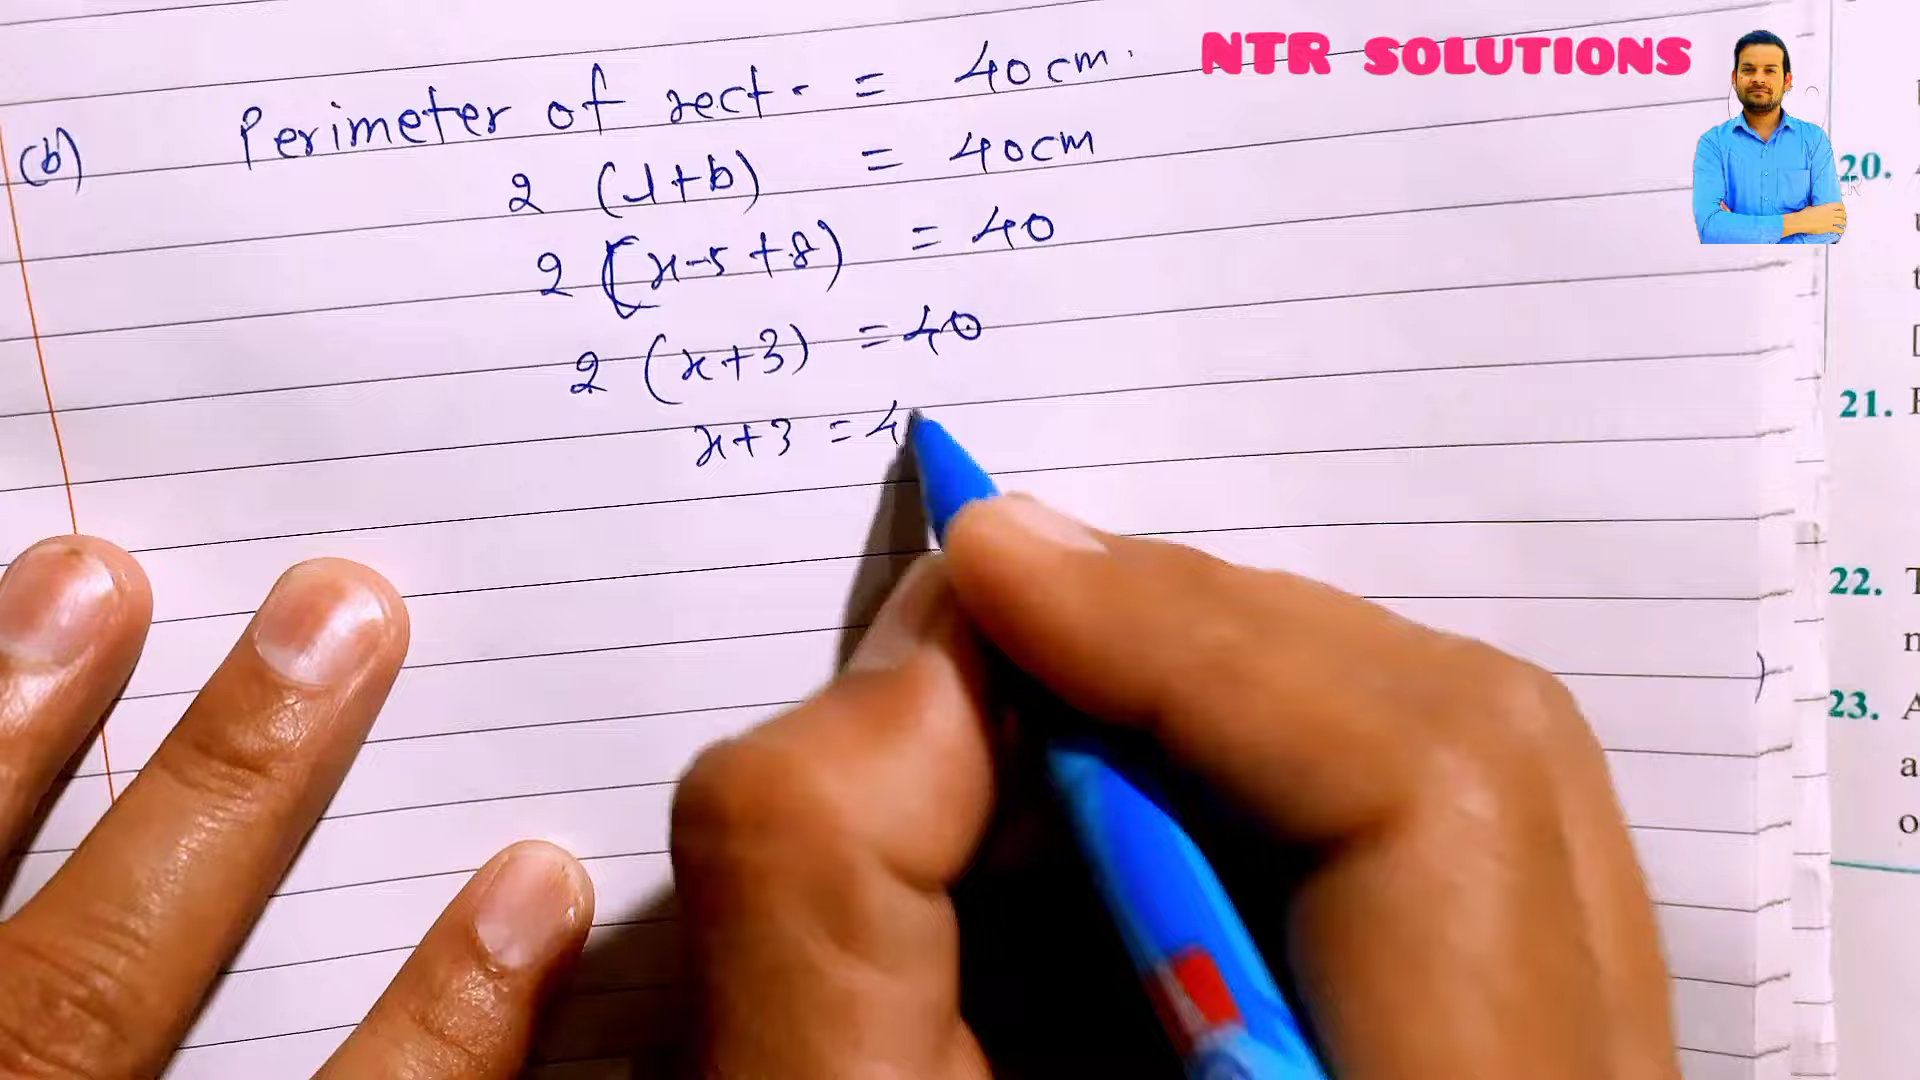 NTR SOLUTIONS
(b) Perimeter of rect. = 40 cm.
2 (l+b) = 40cm
2 (x-5+8) = 40
2 (x+3) = 40
x+3 = 4
20.
21.
22.
23.